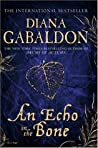 THE INTERNATIONAL BESTSELLER
DIANA
GABALDON
An Echo
in the
Bone